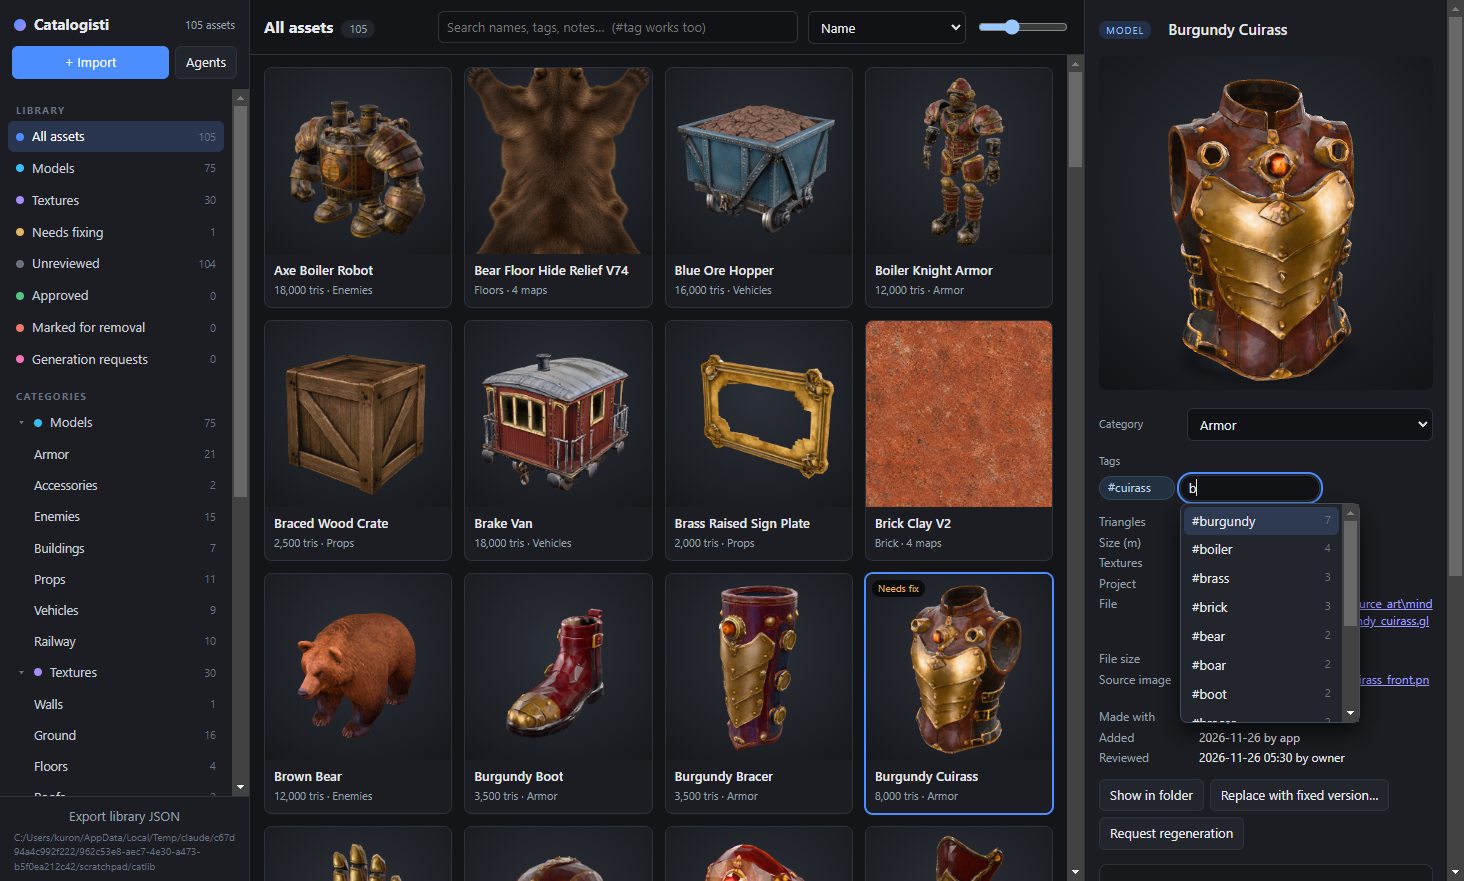 Catalogisti
105 assets
+ Import
Agents
LIBRARY
All assets 105
Models 75
Textures 30
Needs fixing 1
Unreviewed 104
Approved 0
Marked for removal 0
Generation requests 0
CATEGORIES
Models 75
Armor 21
Accessories 2
Enemies 15
Buildings 7
Props 11
Vehicles 9
Railway 10
Textures 30
Walls 1
Ground 16
Floors 4
Export library JSON
C:/Users/kuron/AppData/Local/Temp/claude/c67d
94a4c992f222/962c53e8-aec7-4e30-a473-
b5f0ea212c42/scratchpad/catlib
All assets 105
Search names, tags, notes... (#tag works too)
Name
Axe Boiler Robot
18,000 tris · Enemies
Bear Floor Hide Relief V74
Floors · 4 maps
Blue Ore Hopper
16,000 tris · Vehicles
Boiler Knight Armor
12,000 tris · Armor
Braced Wood Crate
2,500 tris · Props
Brake Van
18,000 tris · Vehicles
Brass Raised Sign Plate
2,000 tris · Props
Brick Clay V2
Brick · 4 maps
Brown Bear
12,000 tris · Enemies
Burgundy Boot
3,500 tris · Armor
Burgundy Bracer
3,500 tris · Armor
Needs fix
Burgundy Cuirass
8,000 tris · Armor
MODEL
Burgundy Cuirass
Category
Armor
Tags
#cuirass
b
#burgundy 7
#boiler 4
#brass 3
#brick 3
#bear 2
#boar 2
#boot 2
Triangles
Size (m)
Textures
Project
File
urce_art\mind
ndy_cuirass.gl
File size
Source image
irass_front.pn
Made with
Added 2026-11-26 by app
Reviewed 2026-11-26 05:30 by owner
Show in folder
Replace with fixed version...
Request regeneration